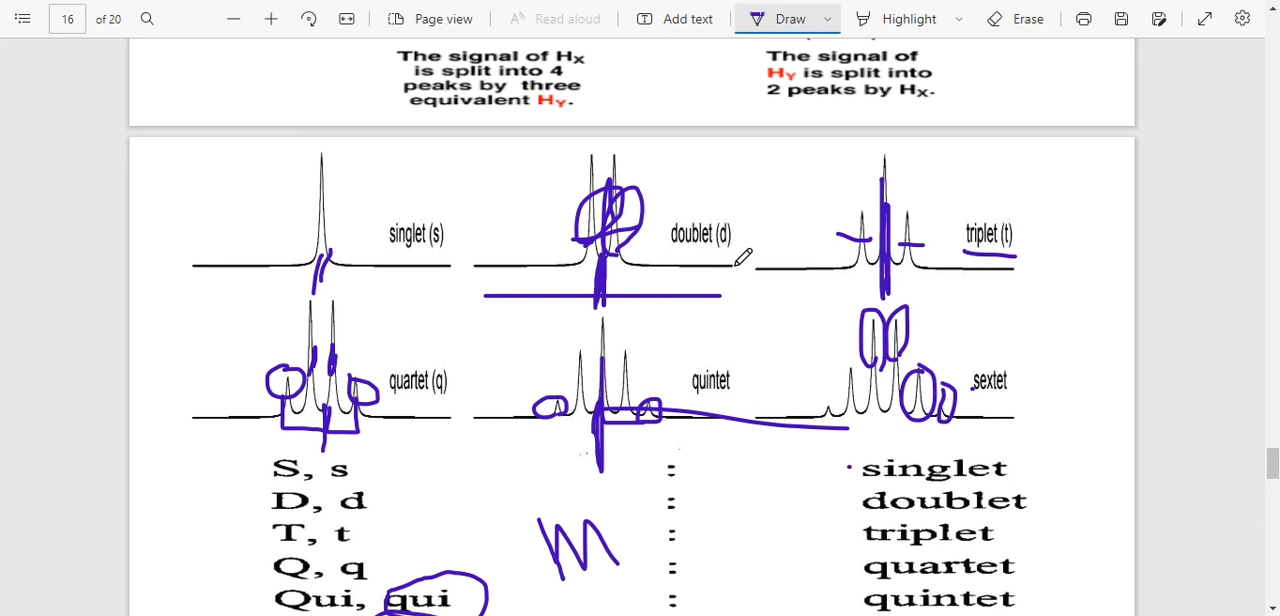 16 of 20 Page view Read aloud Add text Draw Highlight Erase
The signal of HX
is split into 4
peaks by three
equivalent HY.
The signal of
HY is split into
2 peaks by HX.
singlet (s) doublet (d) triplet (t)
quartet (q) quintet sextet
S, s : singlet
D, d : doublet
T, t : triplet
M
Q, q : quartet
Qui, qui : quintet